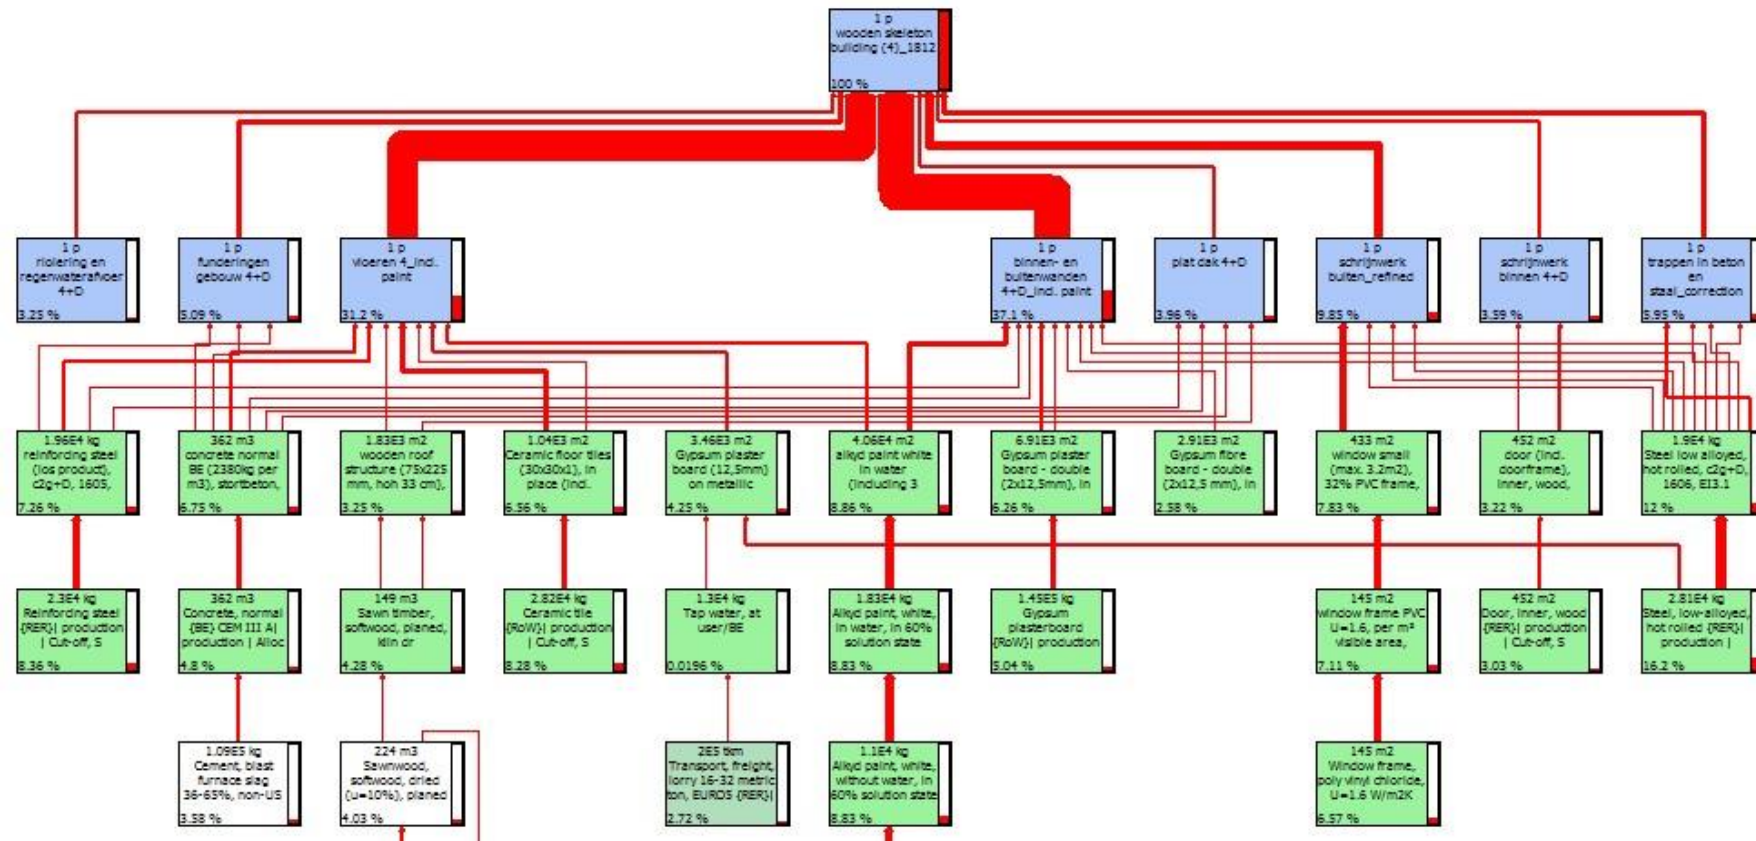 1 p
wooden skeleton
building (4)_1812
100 %
1 p
riolering en
regenwaterafvoer
4+D
3.25 %
1 p
funderingen
gebouw 4+D
5.09 %
1 p
vloeren 4_incl.
paint
31.2 %
1 p
binnen- en
buitenwanden
4+D_incl. paint
37.1 %
1 p
plat dak 4+D
3.96 %
1 p
schrijnwerk
buiten_refined
9.85 %
1 p
schrijnwerk
binnen 4+D
3.59 %
1 p
trappen in beton
en
staal_correction
5.95 %
1.96E4 kg
reinforcing steel
(los product),
c2g+D, 1605,
7.26 %
362 m3
concrete normal
BE (2380kg per
m3), stortbeton,
6.75 %
1.83E3 m2
wooden roof
structure (75x225
mm, hoh 33 cm),
3.25 %
1.04E3 m2
Ceramic floor tiles
(30x30x1), in
place (incl.
6.56 %
3.46E3 m2
Gypsum plaster
board (12,5mm)
on metallic
4.25 %
4.06E4 m2
alkyd paint white
in water
(including 3
8.86 %
6.91E3 m2
Gypsum plaster
board - double
(2x12,5mm), in
6.26 %
2.91E3 m2
Gypsum fibre
board - double
(2x12,5 mm), in
2.58 %
433 m2
window small
(max. 3.2m2),
32% PVC frame,
7.83 %
452 m2
door (incl.
doorframe),
inner, wood,
3.22 %
1.9E4 kg
Steel low alloyed,
hot rolled, c2g+D,
1606, EI3.1
12 %
2.3E4 kg
Reinforcing steel
{RER}| production
| Cut-off, S
8.36 %
362 m3
Concrete, normal
{BE} CEM III A|
production | Alloc
4.8 %
149 m3
Sawn timber,
softwood, planed,
kiln dr
4.28 %
2.82E4 kg
Ceramic tile
{RoW}| production
| Cut-off, S
8.28 %
1.3E4 kg
Tap water, at
user/BE
0.0196 %
1.83E4 kg
Alkyd paint, white,
in water, in 60%
solution state
8.83 %
1.45E5 kg
Gypsum
plasterboard
{RoW}| production
5.04 %
145 m2
window frame PVC
U=1.6, per m²
visible area,
7.11 %
452 m2
Door, inner, wood
{RER}| production
| Cut-off, S
3.03 %
2.81E4 kg
Steel, low-alloyed,
hot rolled {RER}|
production |
16.2 %
1.09E5 kg
Cement, blast
furnace slag
36-65%, non-US
3.58 %
224 m3
Sawnwood,
softwood, dried
(u=10%), planed
4.03 %
2E5 tkm
Transport, freight,
lorry 16-32 metric
ton, EURO5 {RER}|
2.72 %
1.1E4 kg
Alkyd paint, white,
without water, in
60% solution state
8.83 %
145 m2
Window frame,
poly vinyl chloride,
U=1.6 W/m2K
6.57 %